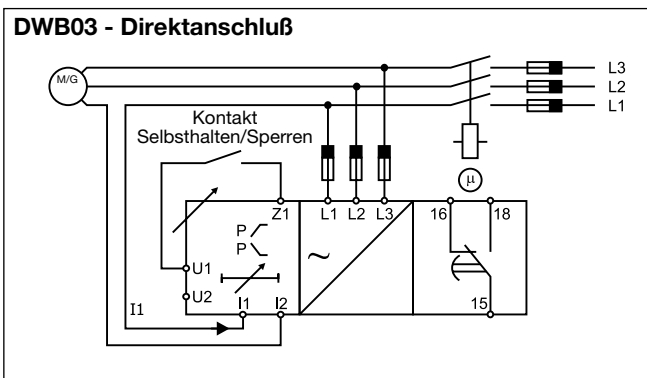 DWB03 - Direktanschluß
M/G
L3
L2
L1
Kontakt
Selbsthalten/Sperren
µ
Z1 L1 L2 L3 16 18
P
P
~
U1
U2
I1 I1 I2 15